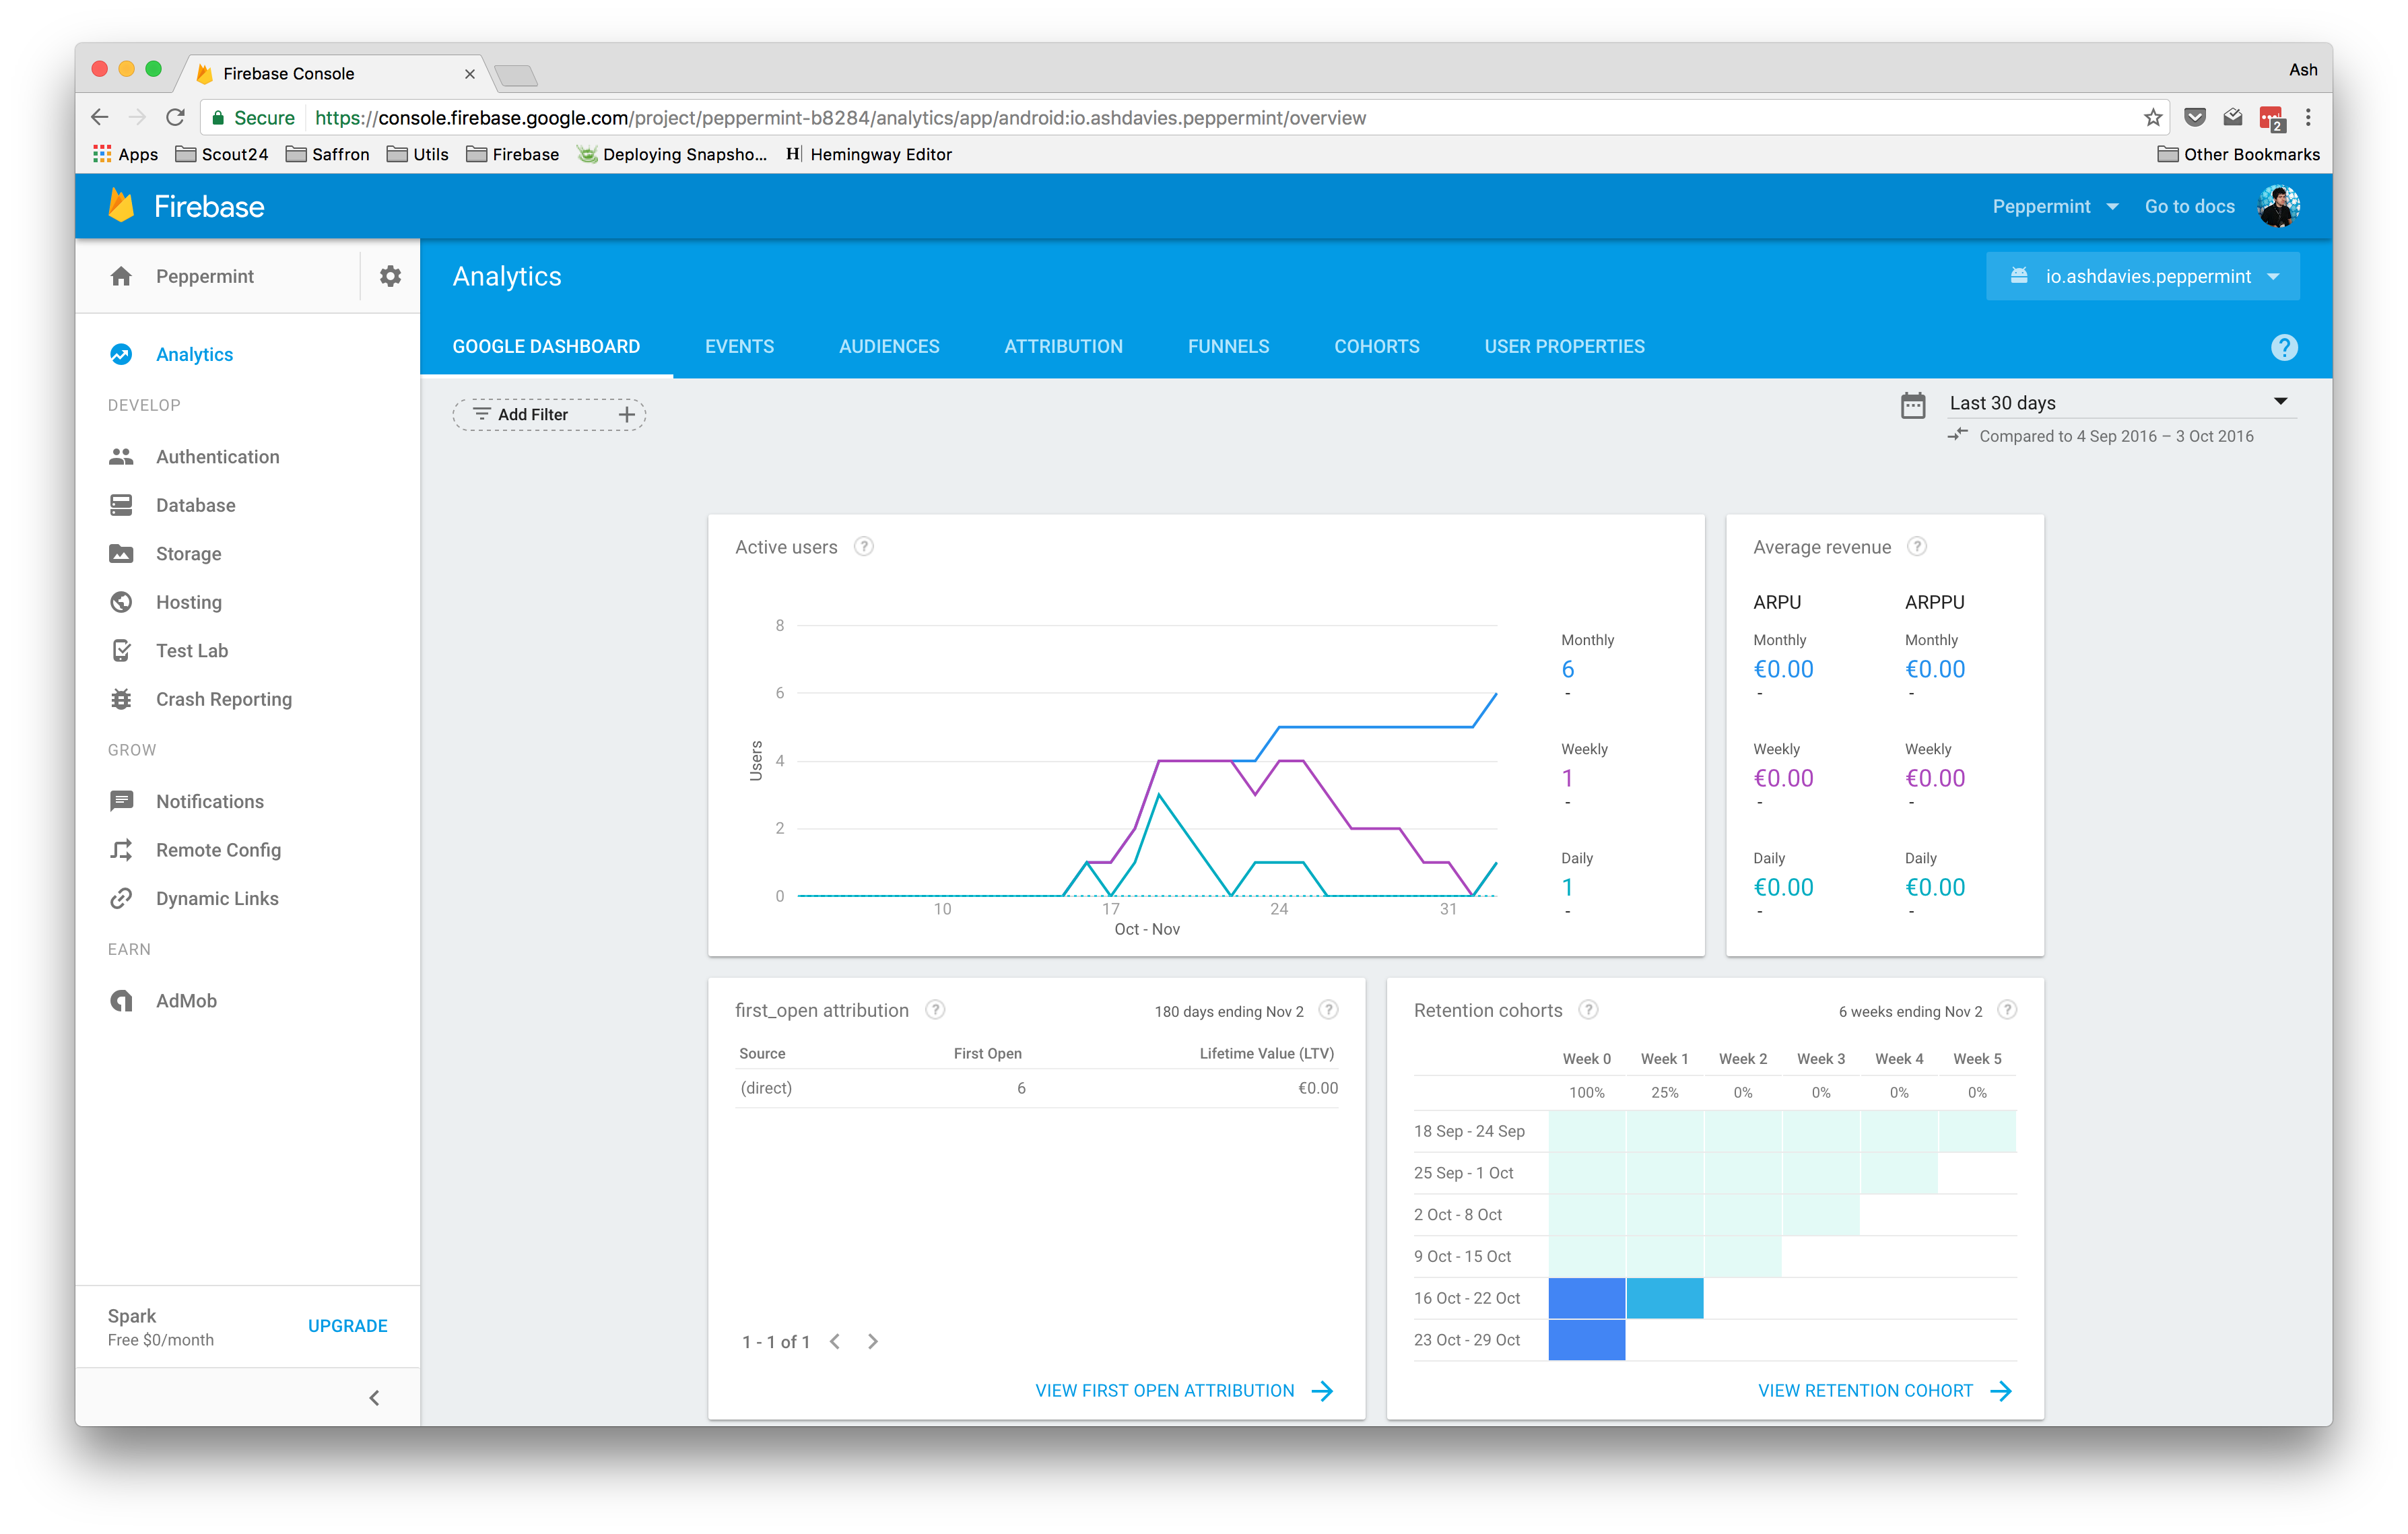 Firebase Console
Ash
Secure https://console.firebase.google.com/project/peppermint-b8284/analytics/app/android:io.ashdavies.peppermint/overview
2
Apps Scout24 Saffron Utils Firebase Deploying Snapsho... H Hemingway Editor Other Bookmarks
Firebase
Peppermint Go to docs
Peppermint
Analytics
io.ashdavies.peppermint
GOOGLE DASHBOARD EVENTS AUDIENCES ATTRIBUTION FUNNELS COHORTS USER PROPERTIES
?
Analytics
DEVELOP
Authentication
Database
Storage
Hosting
Test Lab
Crash Reporting
GROW
Notifications
Remote Config
Dynamic Links
EARN
AdMob
Spark
Free $0/month
UPGRADE
Add Filter
Last 30 days
Compared to 4 Sep 2016 – 3 Oct 2016
Active users ?
8
6
4
2
0
Users
10 17 24 31
Oct - Nov
Monthly
6
-
Weekly
1
-
Daily
1
-
Average revenue ?
ARPU ARPPU
Monthly Monthly
€0.00 €0.00
- -
Weekly Weekly
€0.00 €0.00
- -
Daily Daily
€0.00 €0.00
- -
first_open attribution ? 180 days ending Nov 2 ?
Source First Open Lifetime Value (LTV)
(direct) 6 €0.00
1 - 1 of 1
VIEW FIRST OPEN ATTRIBUTION
Retention cohorts ? 6 weeks ending Nov 2 ?
Week 0 Week 1 Week 2 Week 3 Week 4 Week 5
100% 25% 0% 0% 0% 0%
18 Sep - 24 Sep
25 Sep - 1 Oct
2 Oct - 8 Oct
9 Oct - 15 Oct
16 Oct - 22 Oct
23 Oct - 29 Oct
VIEW RETENTION COHORT